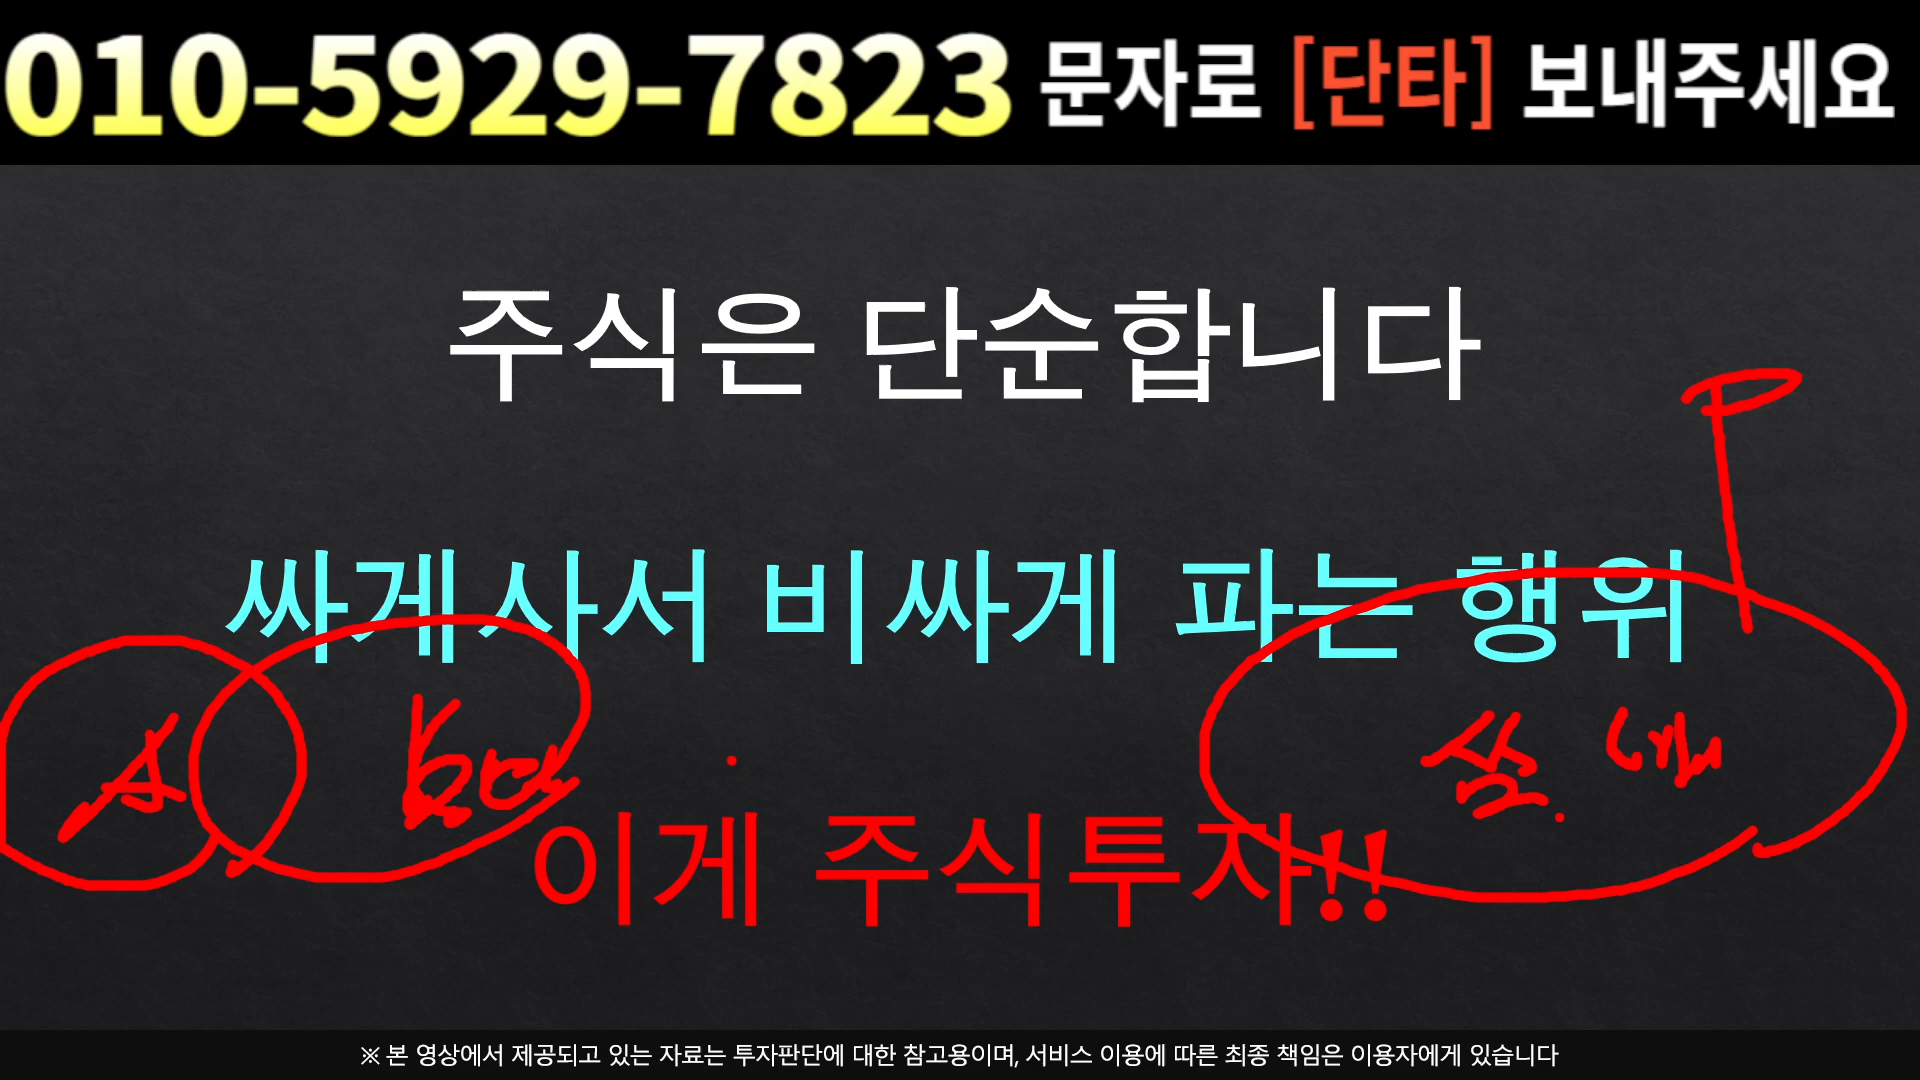 010-5929-7823 문자로 [단타] 보내주세요
주식은 단순합니다
싸게사서 비싸게 파는 행위
이게 주식투자!!
※ 본 영상에서 제공되고 있는 자료는 투자판단에 대한 참고용이며, 서비스 이용에 따른 최종 책임은 이용자에게 있습니다